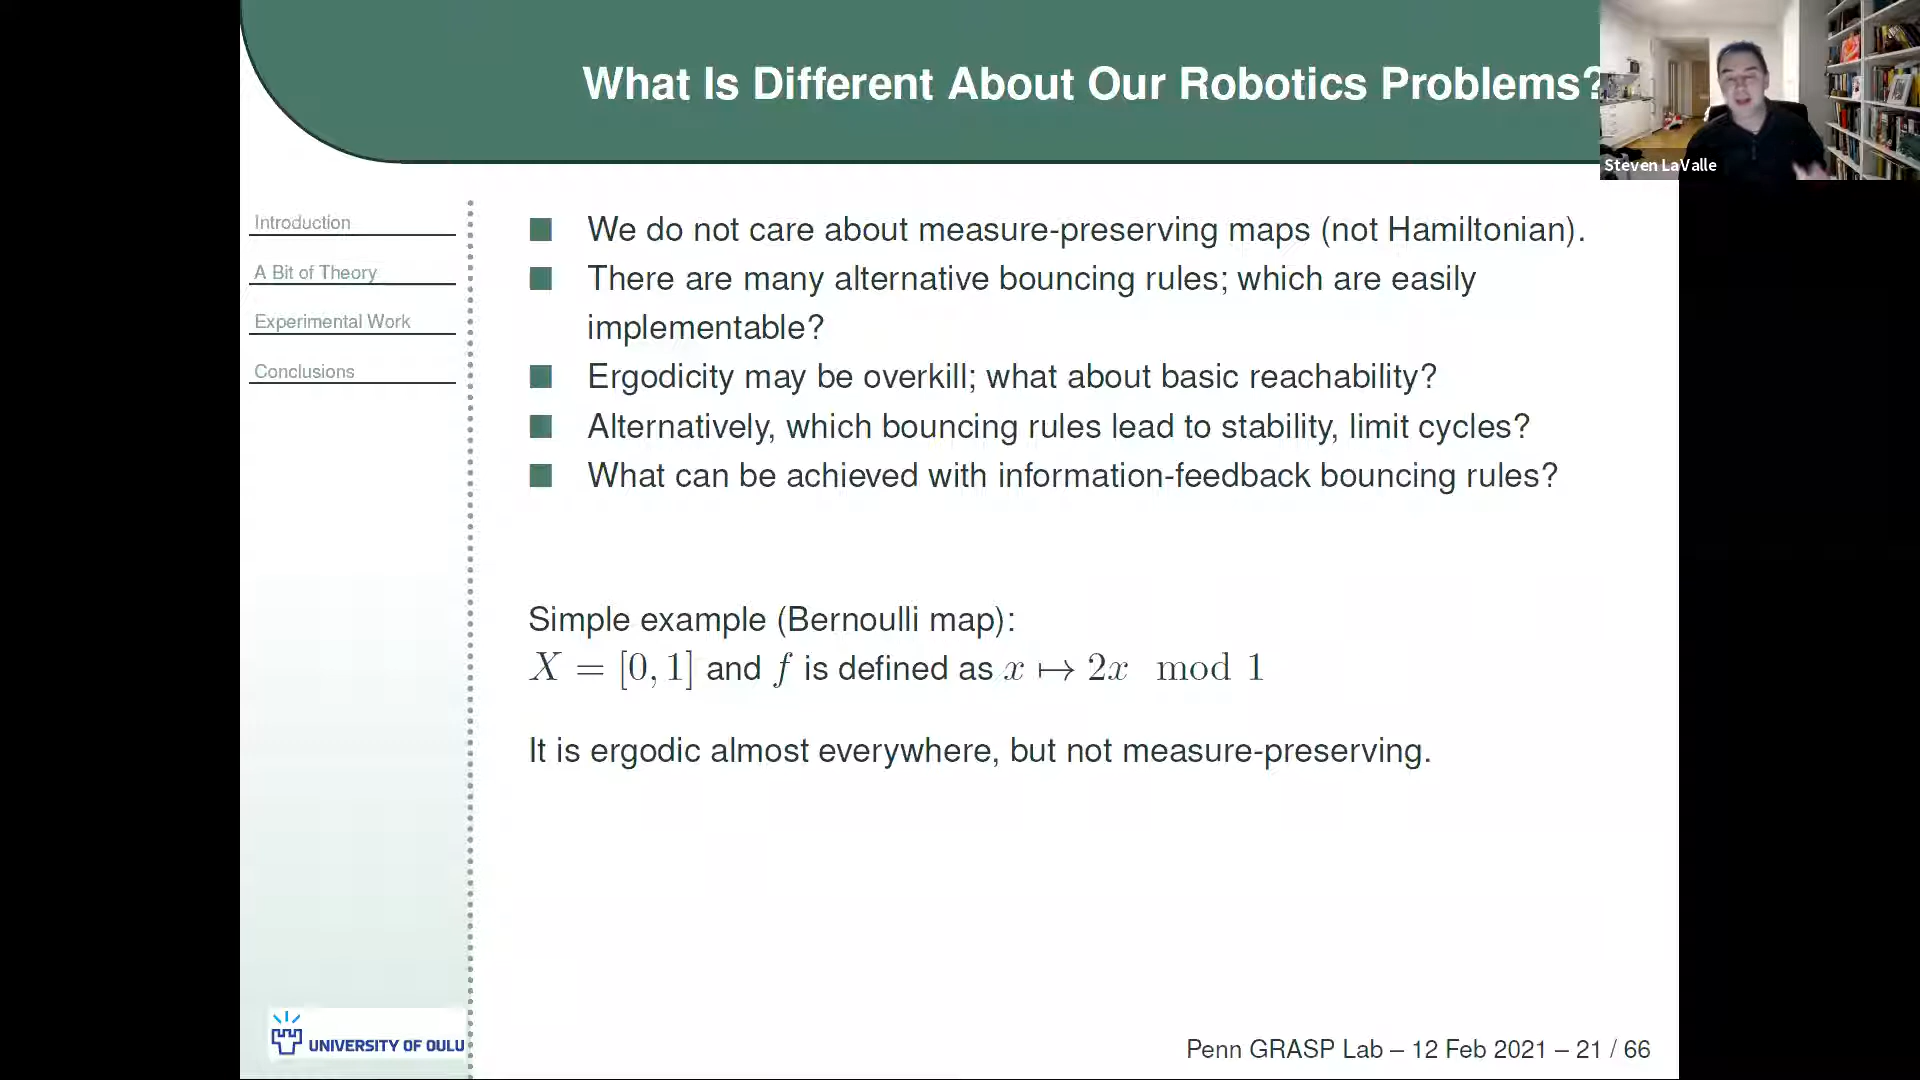 What Is Different About Our Robotics Problems?
Steven LaValle
Introduction
A Bit of Theory
Experimental Work
Conclusions
We do not care about measure-preserving maps (not Hamiltonian).
There are many alternative bouncing rules; which are easily
implementable?
Ergodicity may be overkill; what about basic reachability?
Alternatively, which bouncing rules lead to stability, limit cycles?
What can be achieved with information-feedback bouncing rules?
Simple example (Bernoulli map):
X = [0, 1] and f is defined as x ↦ 2x mod 1
It is ergodic almost everywhere, but not measure-preserving.
UNIVERSITY OF OULU
Penn GRASP Lab – 12 Feb 2021 – 21 / 66